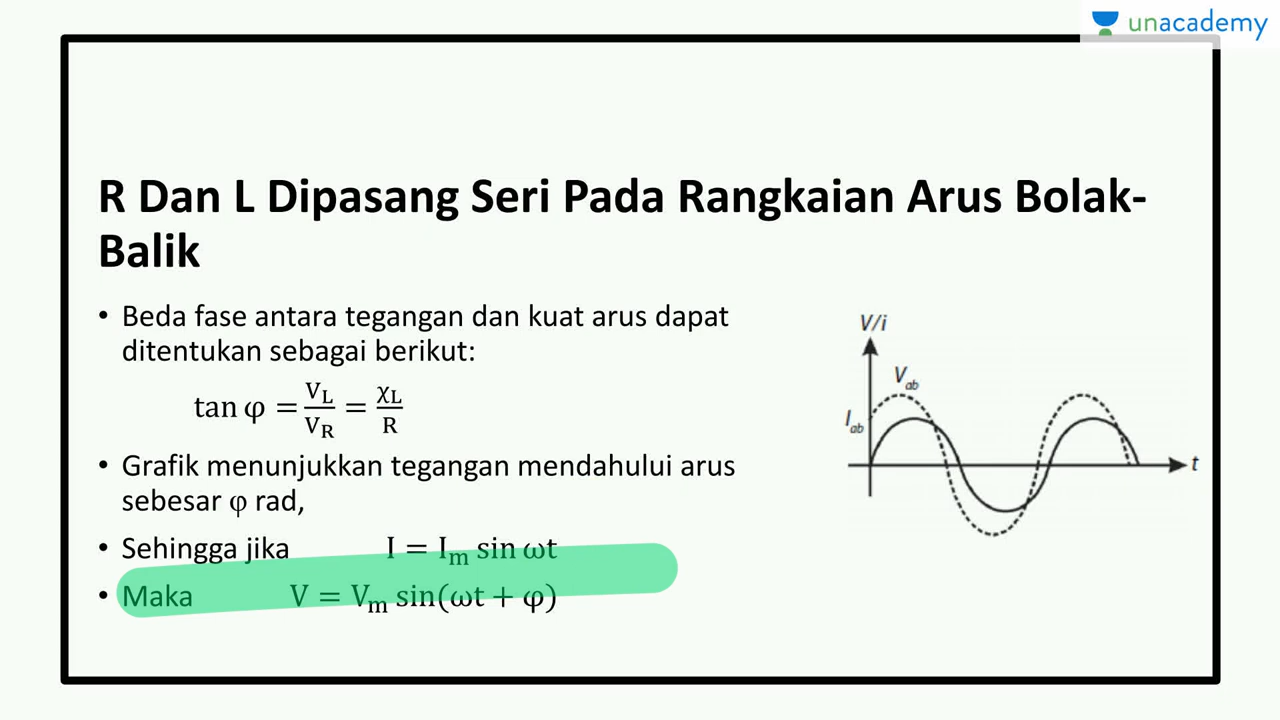 unacademy
R Dan L Dipasang Seri Pada Rangkaian Arus Bolak-
Balik
• Beda fase antara tegangan dan kuat arus dapat
ditentukan sebagai berikut:
tan φ = V_L/V_R = χ_L/R
• Grafik menunjukkan tegangan mendahului arus
sebesar φ rad,
• Sehingga jika I = I_m sin ωt
• Maka V = V_m sin(ωt + φ)
V/i
V_ab
I_ab
t